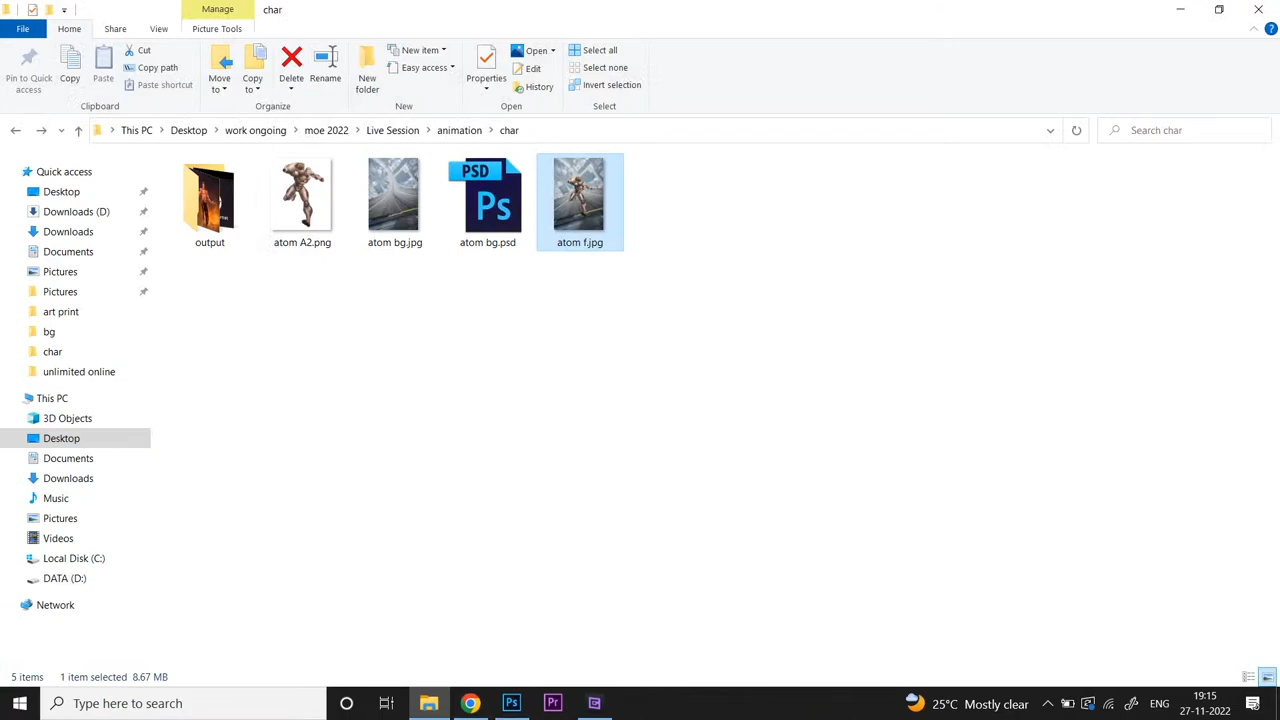 Manage
char
File
Home
Share
View
Picture Tools
Pin to Quick access
Copy
Paste
Cut
Copy path
Paste shortcut
Clipboard
Move to
Copy to
Delete
Rename
Organize
New folder
New item
Easy access
New
Properties
Open
Edit
History
Open
Select all
Select none
Invert selection
Select
This PC
Desktop
work ongoing
moe 2022
Live Session
animation
char
Search char
Quick access
Desktop
Downloads (D)
Downloads
Documents
Pictures
Pictures
art print
bg
char
unlimited online
This PC
3D Objects
Desktop
Documents
Downloads
Music
Pictures
Videos
Local Disk (C:)
DATA (D:)
Network
output
atom A2.png
atom bg.jpg
PSD
Ps
atom bg.psd
atom f.jpg
5 items
1 item selected 8.67 MB
Type here to search
Ps
Pr
25°C Mostly clear
ENG
19:15
27-11-2022